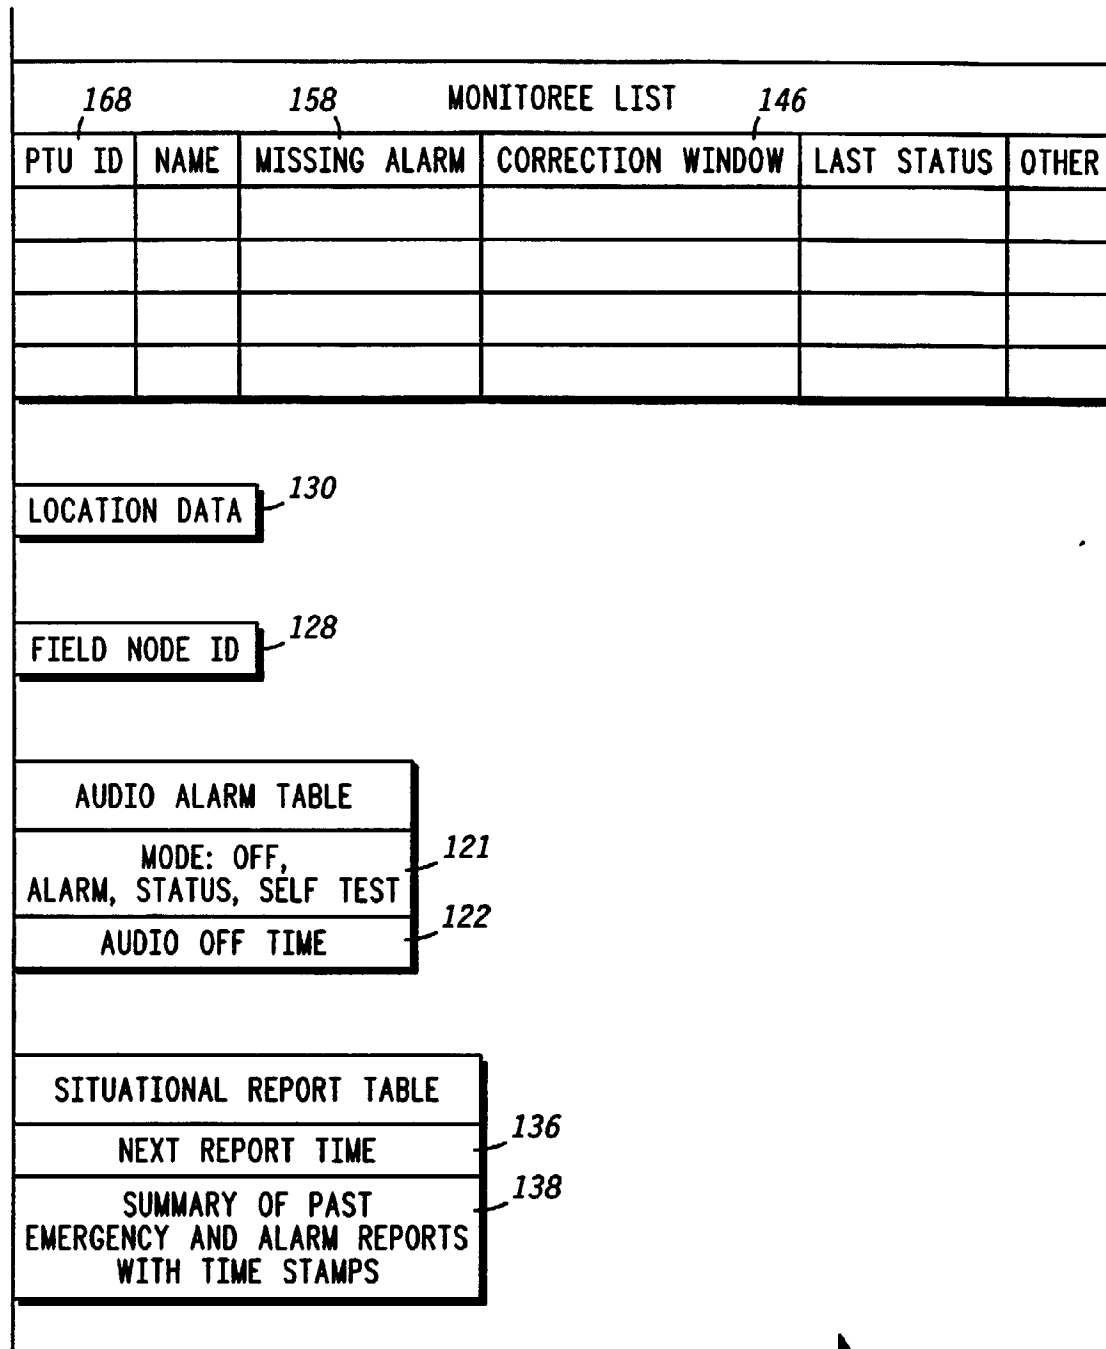 MONITOREE LIST
168 158 146
PTU ID NAME MISSING ALARM CORRECTION WINDOW LAST STATUS OTHER
LOCATION DATA 130
FIELD NODE ID 128
AUDIO ALARM TABLE
MODE: OFF,
ALARM, STATUS, SELF TEST 121
AUDIO OFF TIME 122
SITUATIONAL REPORT TABLE
NEXT REPORT TIME 136
SUMMARY OF PAST 138
EMERGENCY AND ALARM REPORTS
WITH TIME STAMPS